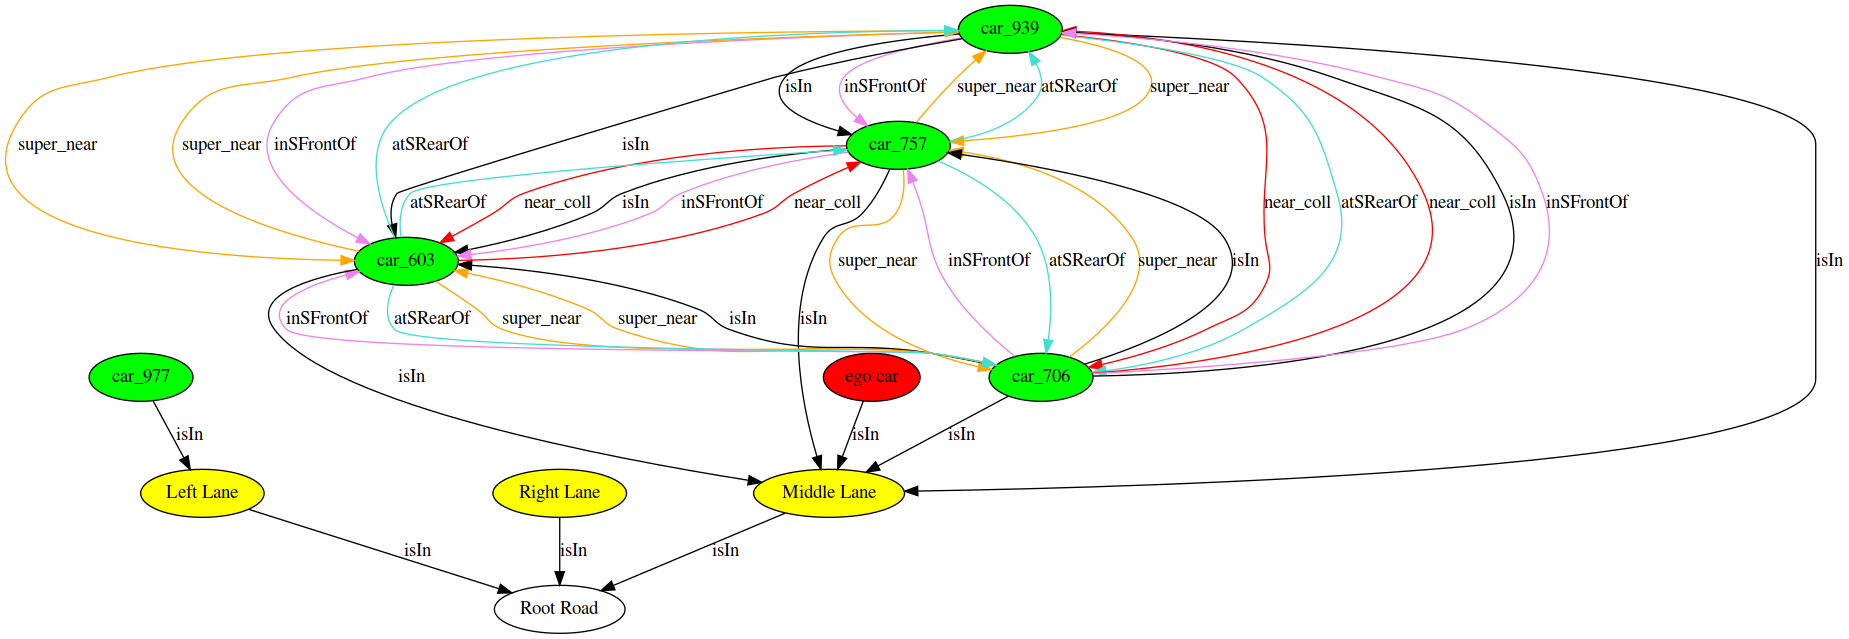 car_939
isIn
inSFrontOf
super_near
atSRearOf
super_near
super_near
super_near
inSFrontOf
atSRearOf
isIn
car_757
atSRearOf
near_coll
isIn
inSFrontOf
near_coll
near_coll
atSRearOf
near_coll
isIn
inSFrontOf
car_603
super_near
inSFrontOf
atSRearOf
super_near
isIn
isIn
inSFrontOf
atSRearOf
super_near
super_near
isIn
isIn
car_977
isIn
ego car
car_706
isIn
isIn
isIn
Left Lane
Right Lane
Middle Lane
isIn
isIn
isIn
Root Road